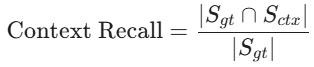 Context Recall = |S_gt ∩ S_ctx| / |S_gt|